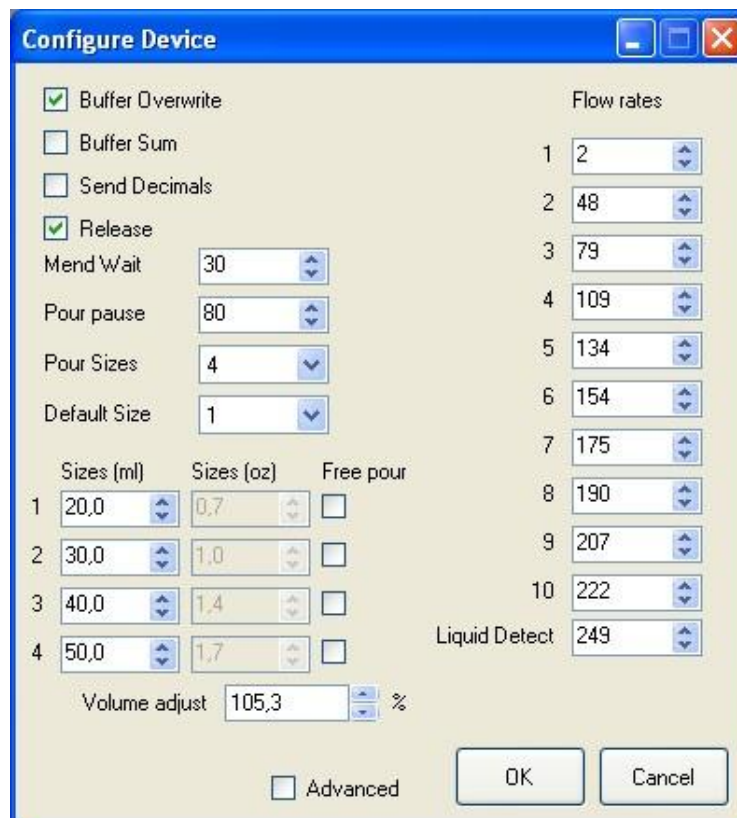 Configure Device
Buffer Overwrite
Buffer Sum
Send Decimals
Release
Mend Wait 30
Pour pause 80
Pour Sizes 4
Default Size 1
Sizes (ml) Sizes (oz) Free pour
1 20,0 0,7
2 30,0 1,0
3 40,0 1,4
4 50,0 1,7
Volume adjust 105,3 %
Flow rates
1 2
2 48
3 79
4 109
5 134
6 154
7 175
8 190
9 207
10 222
Liquid Detect 249
Advanced
OK
Cancel